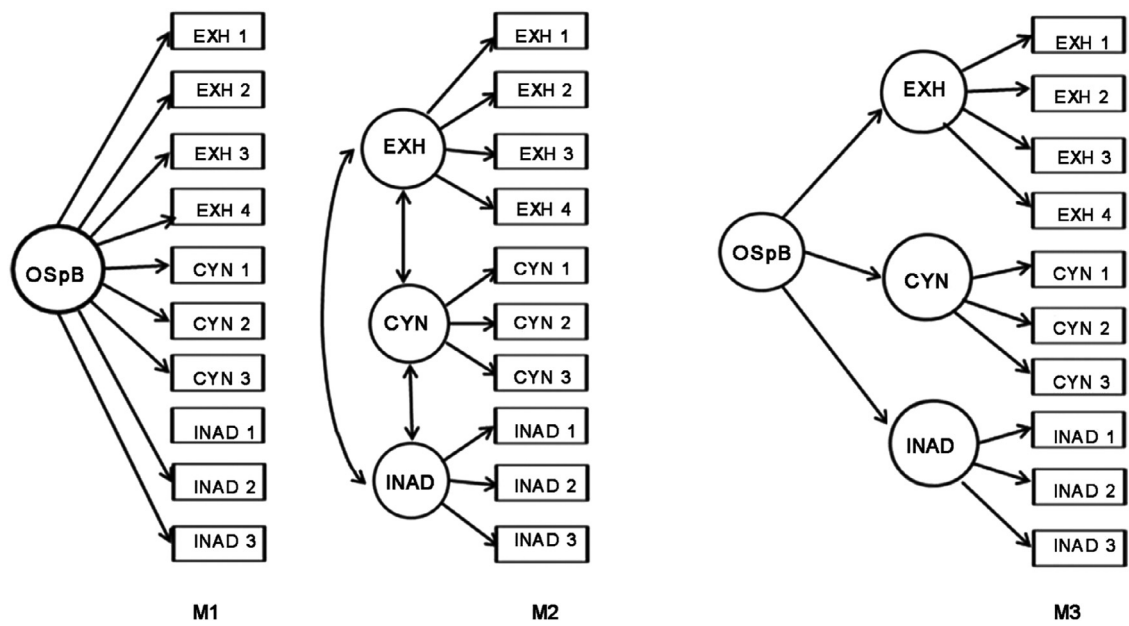 EXH 1
EXH 2
EXH 3
EXH 4
OSpB
CYN 1
CYN 2
CYN 3
INAD 1
INAD 2
INAD 3
M1
EXH 1
EXH 2
EXH
EXH 3
EXH 4
CYN 1
CYN
CYN 2
CYN 3
INAD 1
INAD
INAD 2
INAD 3
M2
EXH 1
EXH
EXH 2
EXH 3
EXH 4
OSpB
CYN 1
CYN
CYN 2
CYN 3
INAD 1
INAD
INAD 2
INAD 3
M3